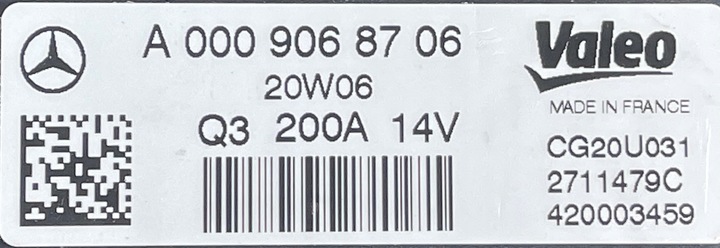 A 000 906 87 06
20W06
Q3 200A 14V
Valeo
MADE IN FRANCE
CG20U031
2711479C
420003459